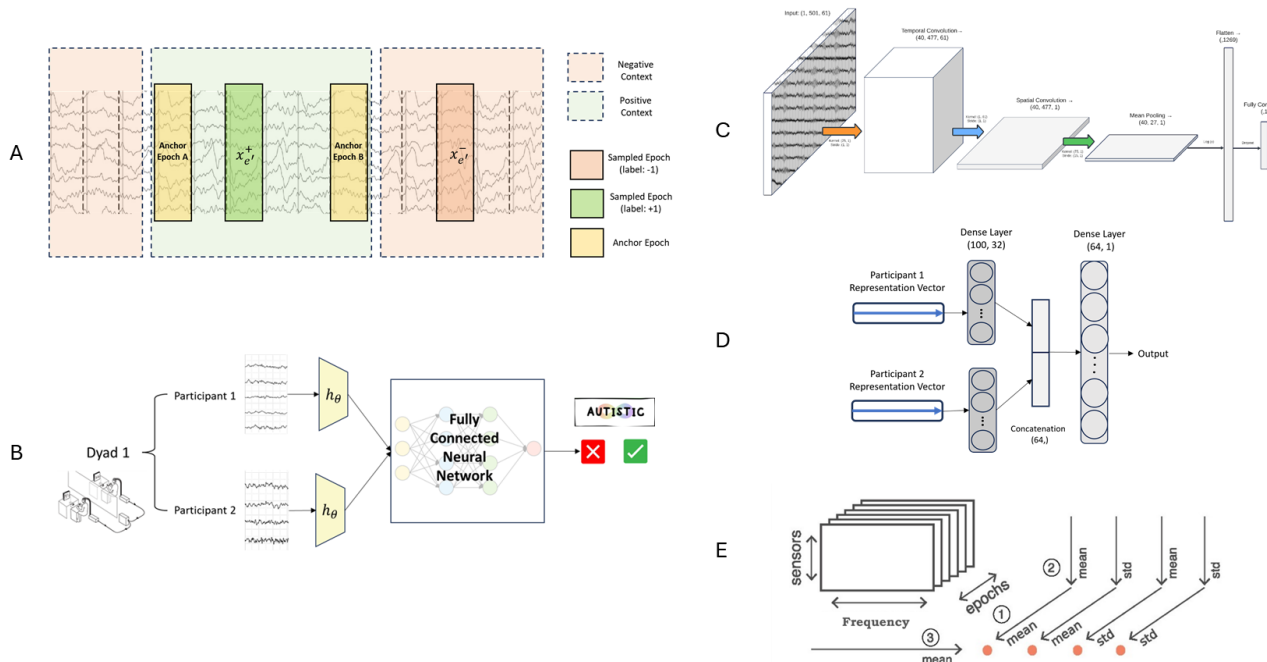 A
Anchor
Epoch A
x_{e'}^{+}
Anchor
Epoch B
x_{e'}^{-}
Negative
Context
Positive
Context
Sampled Epoch
(label: -1)
Sampled Epoch
(label: +1)
Anchor Epoch
B
Dyad 1
Participant 1
h_θ
Participant 2
h_θ
Fully
Connected
Neural
Network
AUTISTIC
C
Input: (1, 501, 61)
Temporal Convolution→
(40, 477, 61)
Spatial Convolution →
(40, 477, 1)
Mean Pooling →
(40, 27, 1)
Flatten →
(,1269)
D
Participant 1
Representation Vector
Dense Layer
(100, 32)
Dense Layer
(64, 1)
Participant 2
Representation Vector
Concatenation
(64,)
Output
E
sensors
Frequency
epochs
1
mean
mean
std
std
2
mean
std
mean
std
3
mean